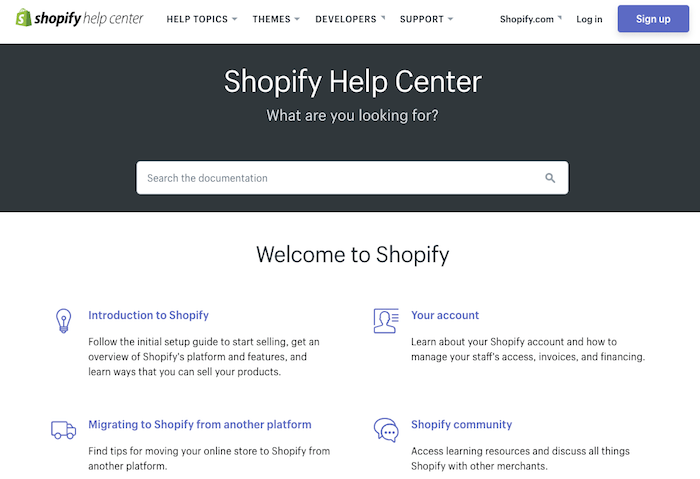 shopify help center
HELP TOPICS THEMES DEVELOPERS SUPPORT Shopify.com Log in Sign up
Shopify Help Center
What are you looking for?
Search the documentation
Welcome to Shopify
Introduction to Shopify
Follow the initial setup guide to start selling, get an
overview of Shopify's platform and features, and
learn ways that you can sell your products.
Your account
Learn about your Shopify account and how to
manage your staff's access, invoices, and financing.
Migrating to Shopify from another platform
Find tips for moving your online store to Shopify from
another platform.
Shopify community
Access learning resources and discuss all things
Shopify with other merchants.